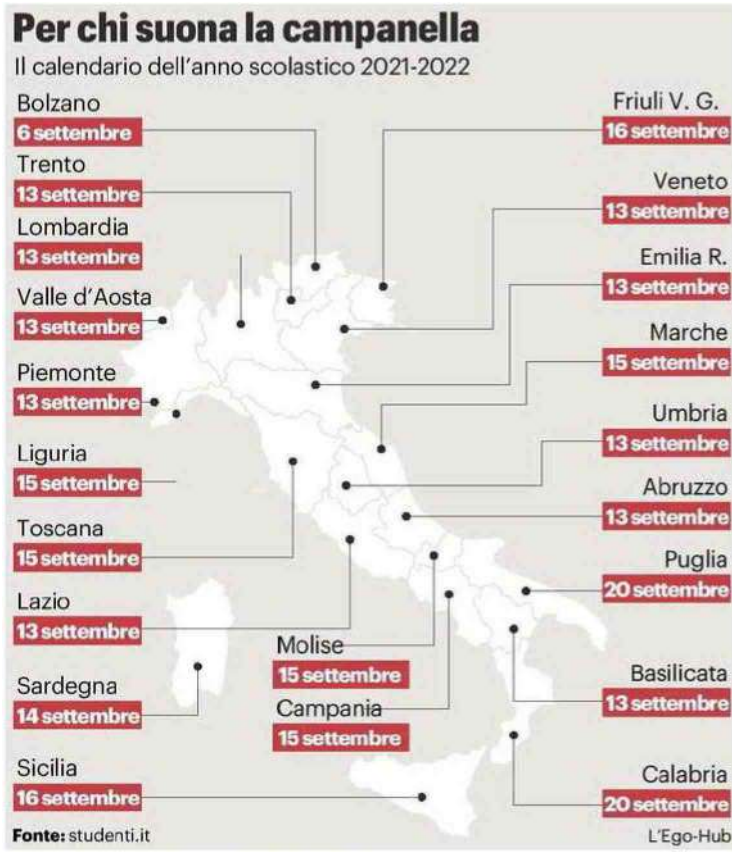 Per chi suona la campanella
Il calendario dell'anno scolastico 2021-2022
Bolzano
6 settembre
Trento
13 settembre
Lombardia
13 settembre
Valle d'Aosta
13 settembre
Piemonte
13 settembre
Liguria
15 settembre
Toscana
15 settembre
Lazio
13 settembre
Sardegna
14 settembre
Sicilia
16 settembre
Molise
15 settembre
Campania
15 settembre
Friuli V. G.
16 settembre
Veneto
13 settembre
Emilia R.
13 settembre
Marche
15 settembre
Umbria
13 settembre
Abruzzo
13 settembre
Puglia
20 settembre
Basilicata
13 settembre
Calabria
20 settembre
Fonte: studenti.it
L'Ego-Hub